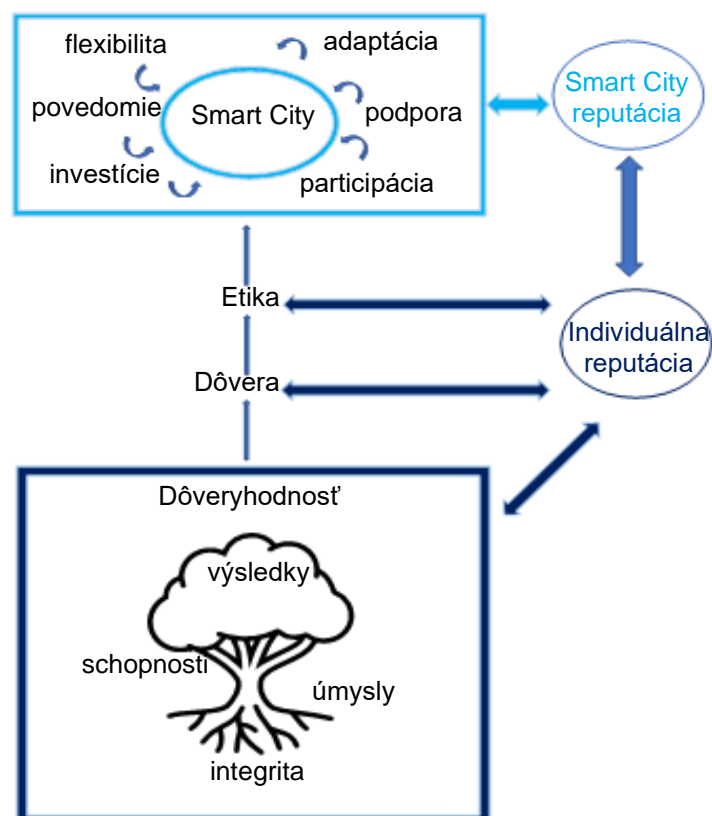 flexibilita
adaptácia
Smart City
povedomie
podpora
investície
participácia
Smart City
reputácia
Etika
Individuálna
reputácia
Dôvera
Dôveryhodnosť
výsledky
schopnosti
úmysly
integrita